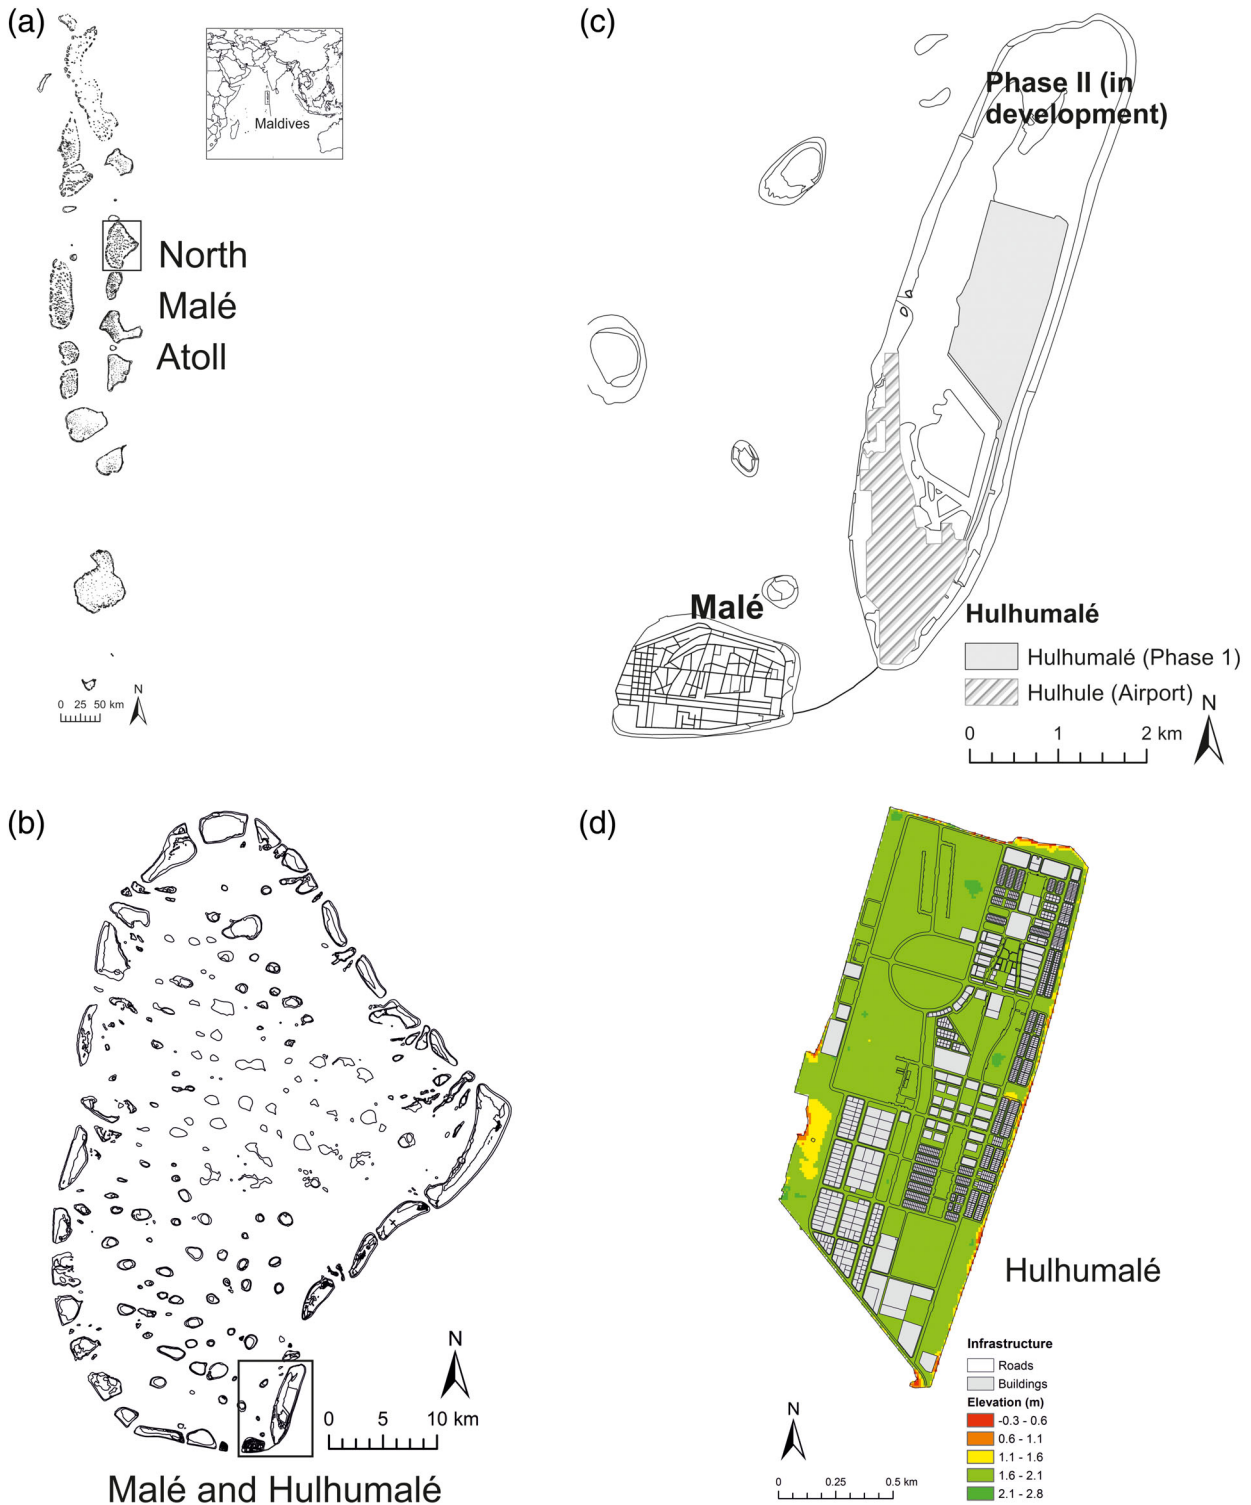 (a)
Maldives
North
Malé
Atoll
0 25 50 km
N
(c)
Phase II (in
development)
Malé
Hulhumalé
Hulhumalé (Phase 1)
Hulhule (Airport)
N
0 1 2 km
(b)
N
0 5 10 km
Malé and Hulhumalé
(d)
Hulhumalé
Infrastructure
Roads
Buildings
Elevation (m)
-0.3 - 0.6
0.6 - 1.1
1.1 - 1.6
1.6 - 2.1
2.1 - 2.8
N
0 0.25 0.5 km